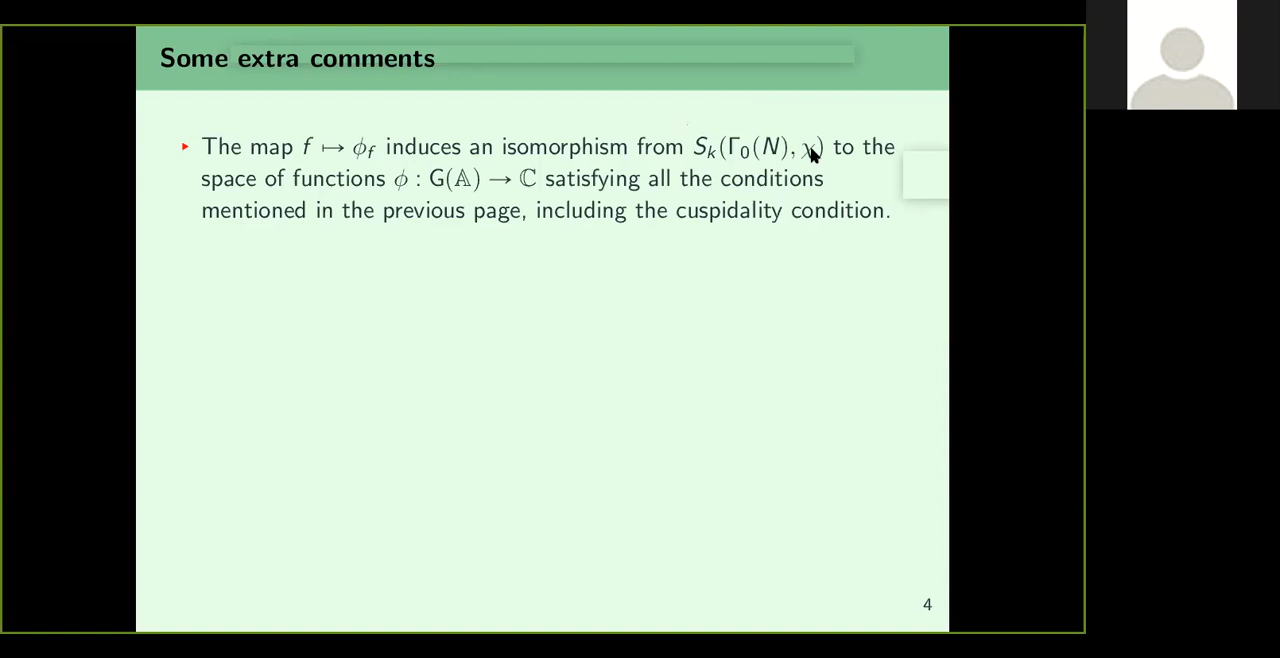 Some extra comments
The map f ↦ ϕ_f induces an isomorphism from S_k(Γ_0(N), χ) to the
space of functions ϕ : G(𝔸) → ℂ satisfying all the conditions
mentioned in the previous page, including the cuspidality condition.
4